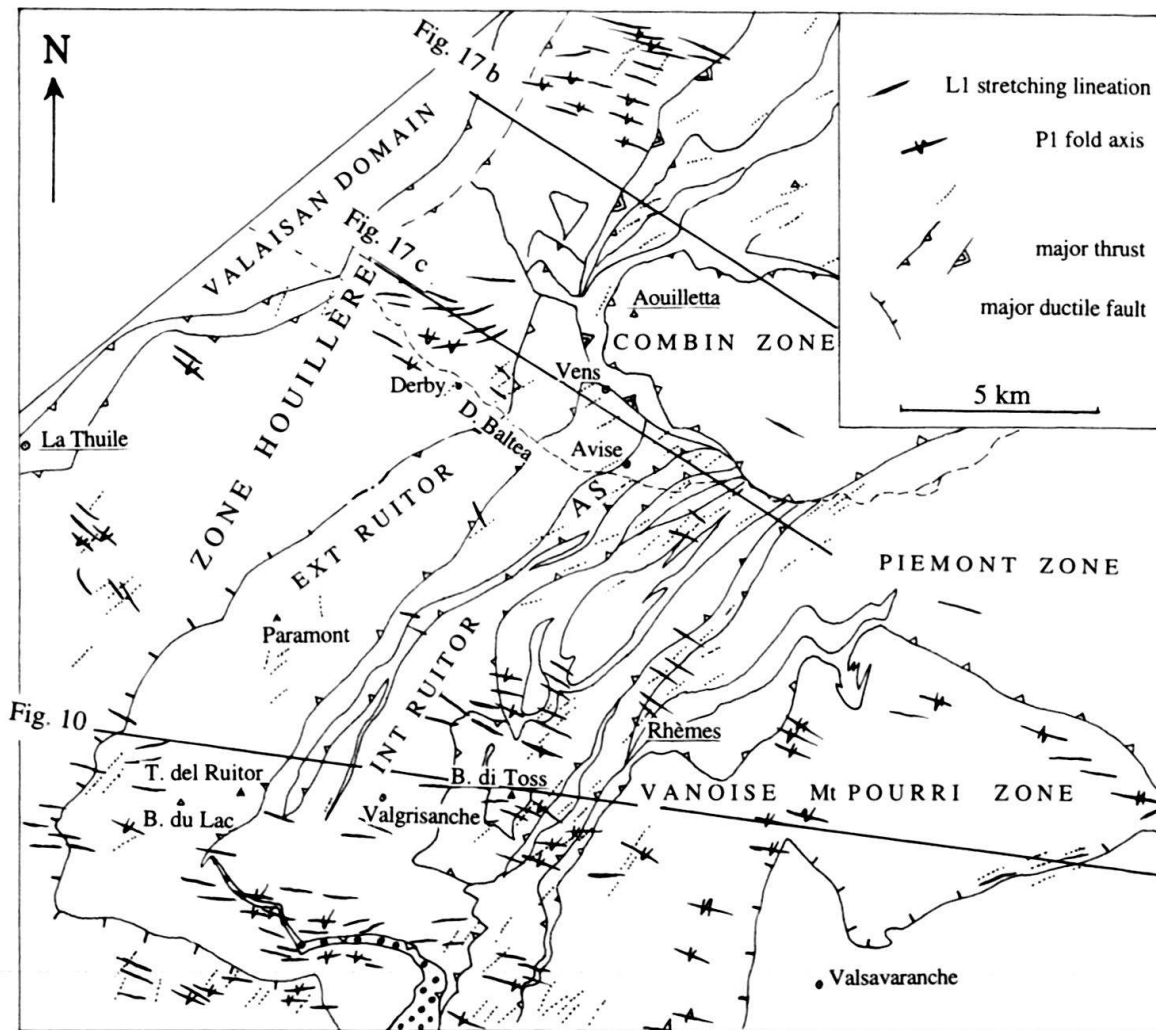 N
Fig. 17 b
L1 stretching lineation
P1 fold axis
major thrust
major ductile fault
5 km
VALAISAN DOMAIN
Fig. 17 c
Aouilletta
COMBIN ZONE
ZONE HOUILLERE
Derby
Vens
D. Baltea
La Thuile
Avise
AS
EXT RUITOR
PIEMONT ZONE
Paramont
INT RUITOR
Rhèmes
Fig. 10
T. del Ruitor
B. di Toss
B. du Lac
Valgrisanche
VANOISE Mt POURRI ZONE
Valsavaranche